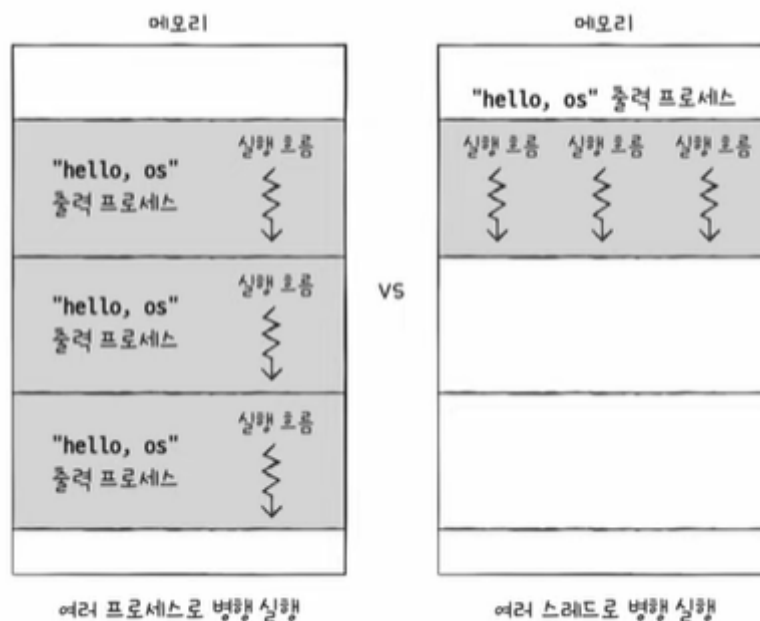 메모리
"hello, os"
출력 프로세스
실행 흐름
"hello, os"
출력 프로세스
실행 흐름
"hello, os"
출력 프로세스
실행 흐름
여러 프로세스로 병행 실행
vs
메모리
"hello, os" 출력 프로세스
실행 흐름 실행 흐름 실행 흐름
여러 스레드로 병행 실행